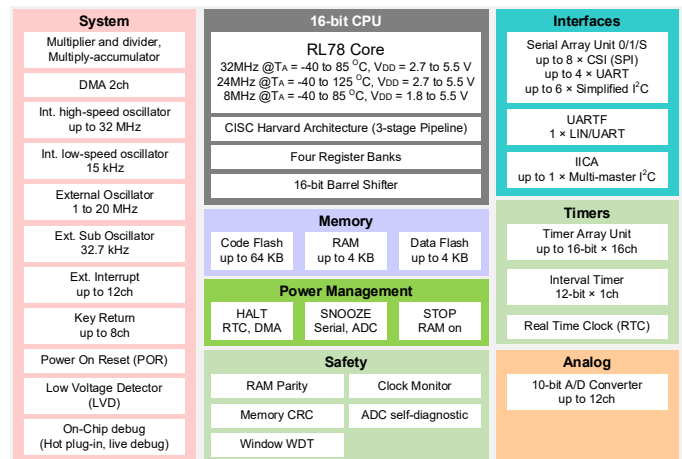 System
Multiplier and divider,
Multiply-accumulator
DMA 2ch
Int. high-speed oscillator
up to 32 MHz
Int. low-speed oscillator
15 kHz
External Oscillator
1 to 20 MHz
Ext. Sub Oscillator
32.7 kHz
Ext. Interrupt
up to 12ch
Key Return
up to 8ch
Power On Reset (POR)
Low Voltage Detector
(LVD)
On-Chip debug
(Hot plug-in, live debug)
16-bit CPU
RL78 Core
32MHz @TA = -40 to 85 °C, VDD = 2.7 to 5.5 V
24MHz @TA = -40 to 125 °C, VDD = 2.7 to 5.5 V
8MHz @TA = -40 to 85 °C, VDD = 1.8 to 5.5 V
CISC Harvard Architecture (3-stage Pipeline)
Four Register Banks
16-bit Barrel Shifter
Memory
Code Flash
up to 64 KB
RAM
up to 4 KB
Data Flash
up to 4 KB
Power Management
HALT
RTC, DMA
SNOOZE
Serial, ADC
STOP
RAM on
Safety
RAM Parity
Clock Monitor
Memory CRC
ADC self-diagnostic
Window WDT
Interfaces
Serial Array Unit 0/1/S
up to 8 × CSI (SPI)
up to 4 × UART
up to 6 × Simplified I²C
UARTF
1 × LIN/UART
IICA
up to 1 × Multi-master I²C
Timers
Timer Array Unit
up to 16-bit × 16ch
Interval Timer
12-bit × 1ch
Real Time Clock (RTC)
Analog
10-bit A/D Converter
up to 12ch